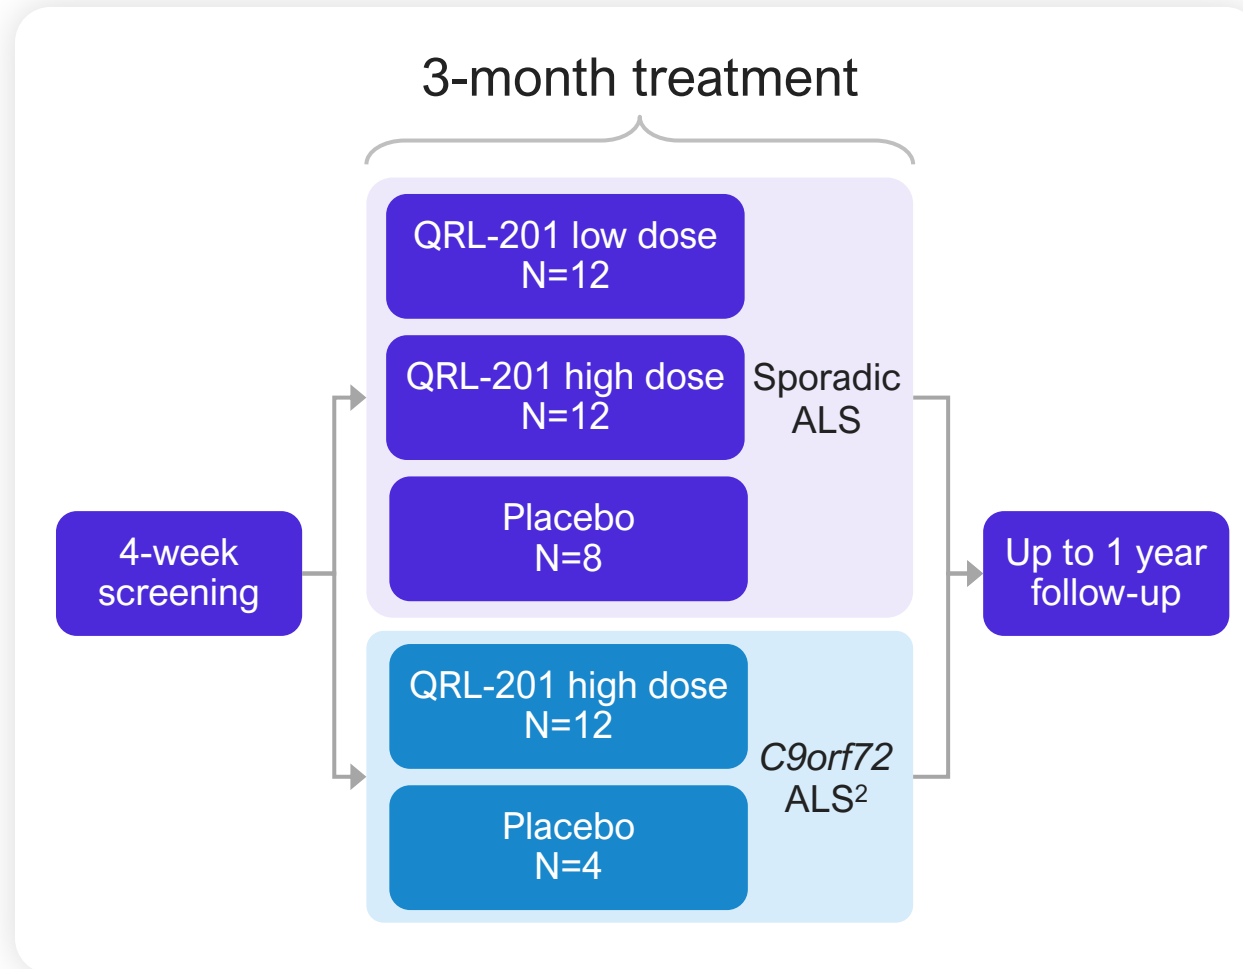 3-month treatment
QRL-201 low dose
N=12
QRL-201 high dose
N=12
Placebo
N=8
Sporadic
ALS
4-week
screening
Up to 1 year
follow-up
QRL-201 high dose
N=12
Placebo
N=4
C9orf72
ALS²